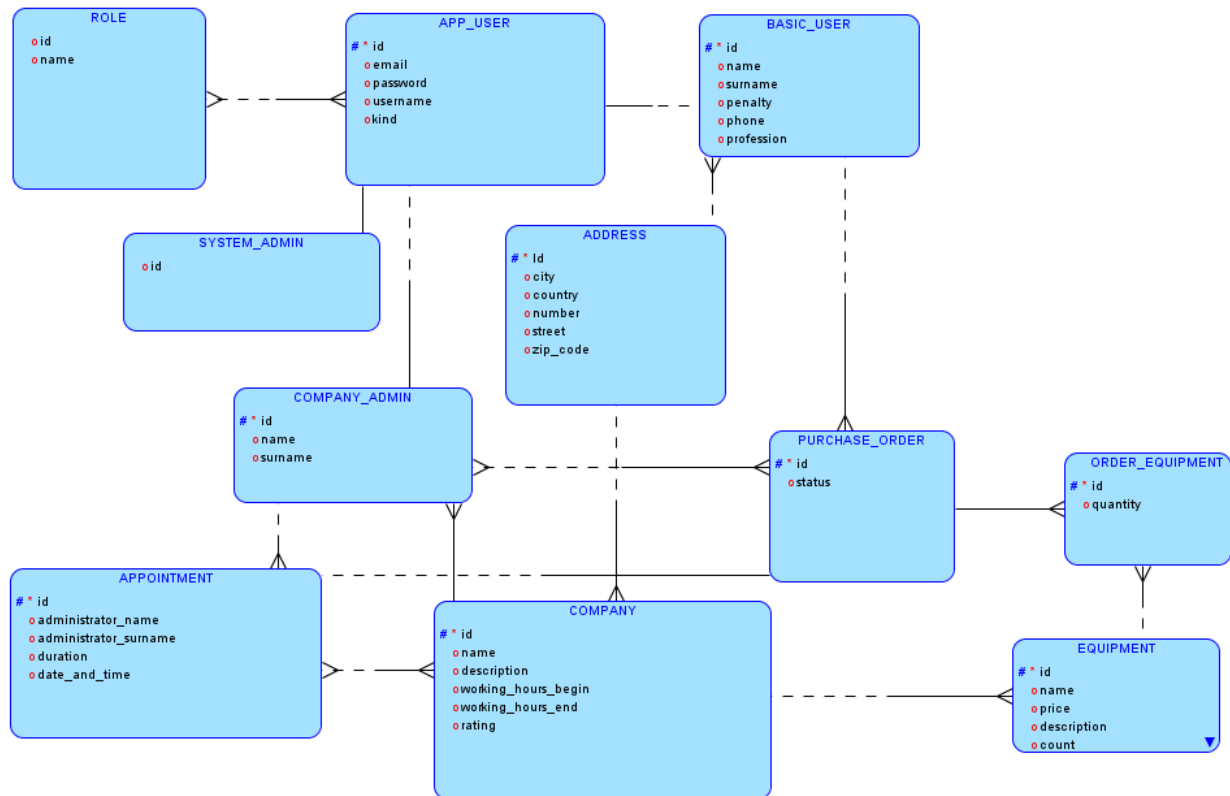 ROLE
o id
o name
APP_USER
# * id
o email
o password
o username
o kind
BASIC_USER
# * id
o name
o surname
o penalty
o phone
o profession
SYSTEM_ADMIN
o id
ADDRESS
# * Id
o city
o country
o number
o street
o zip_code
COMPANY_ADMIN
# * id
o name
o surname
PURCHASE_ORDER
# * id
o status
ORDER_EQUIPMENT
# * id
o quantity
APPOINTMENT
# * id
o administrator_name
o administrator_surname
o duration
o date_and_time
COMPANY
# * id
o name
o description
o working_hours_begin
o working_hours_end
o rating
EQUIPMENT
# * id
o name
o price
o description
o count